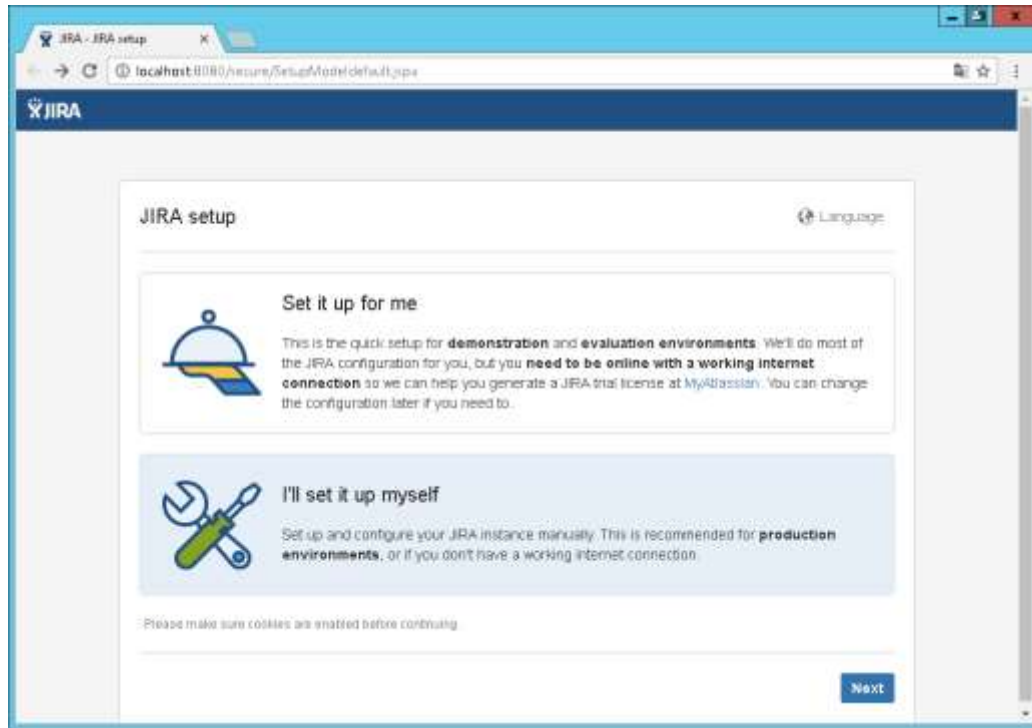 JIRA - JIRA setup
localhost:8080/secure/SetupMode!default.jspa
JIRA
JIRA setup
Language
Set it up for me
This is the quick setup for demonstration and evaluation environments. We'll do most of
the JIRA configuration for you, but you need to be online with a working internet
connection so we can help you generate a JIRA trial license at MyAtlassian. You can change
the configuration later if you need to.
I'll set it up myself
Set up and configure your JIRA instance manually. This is recommended for production
environments, or if you don't have a working internet connection.
Please make sure cookies are enabled before continuing.
Next